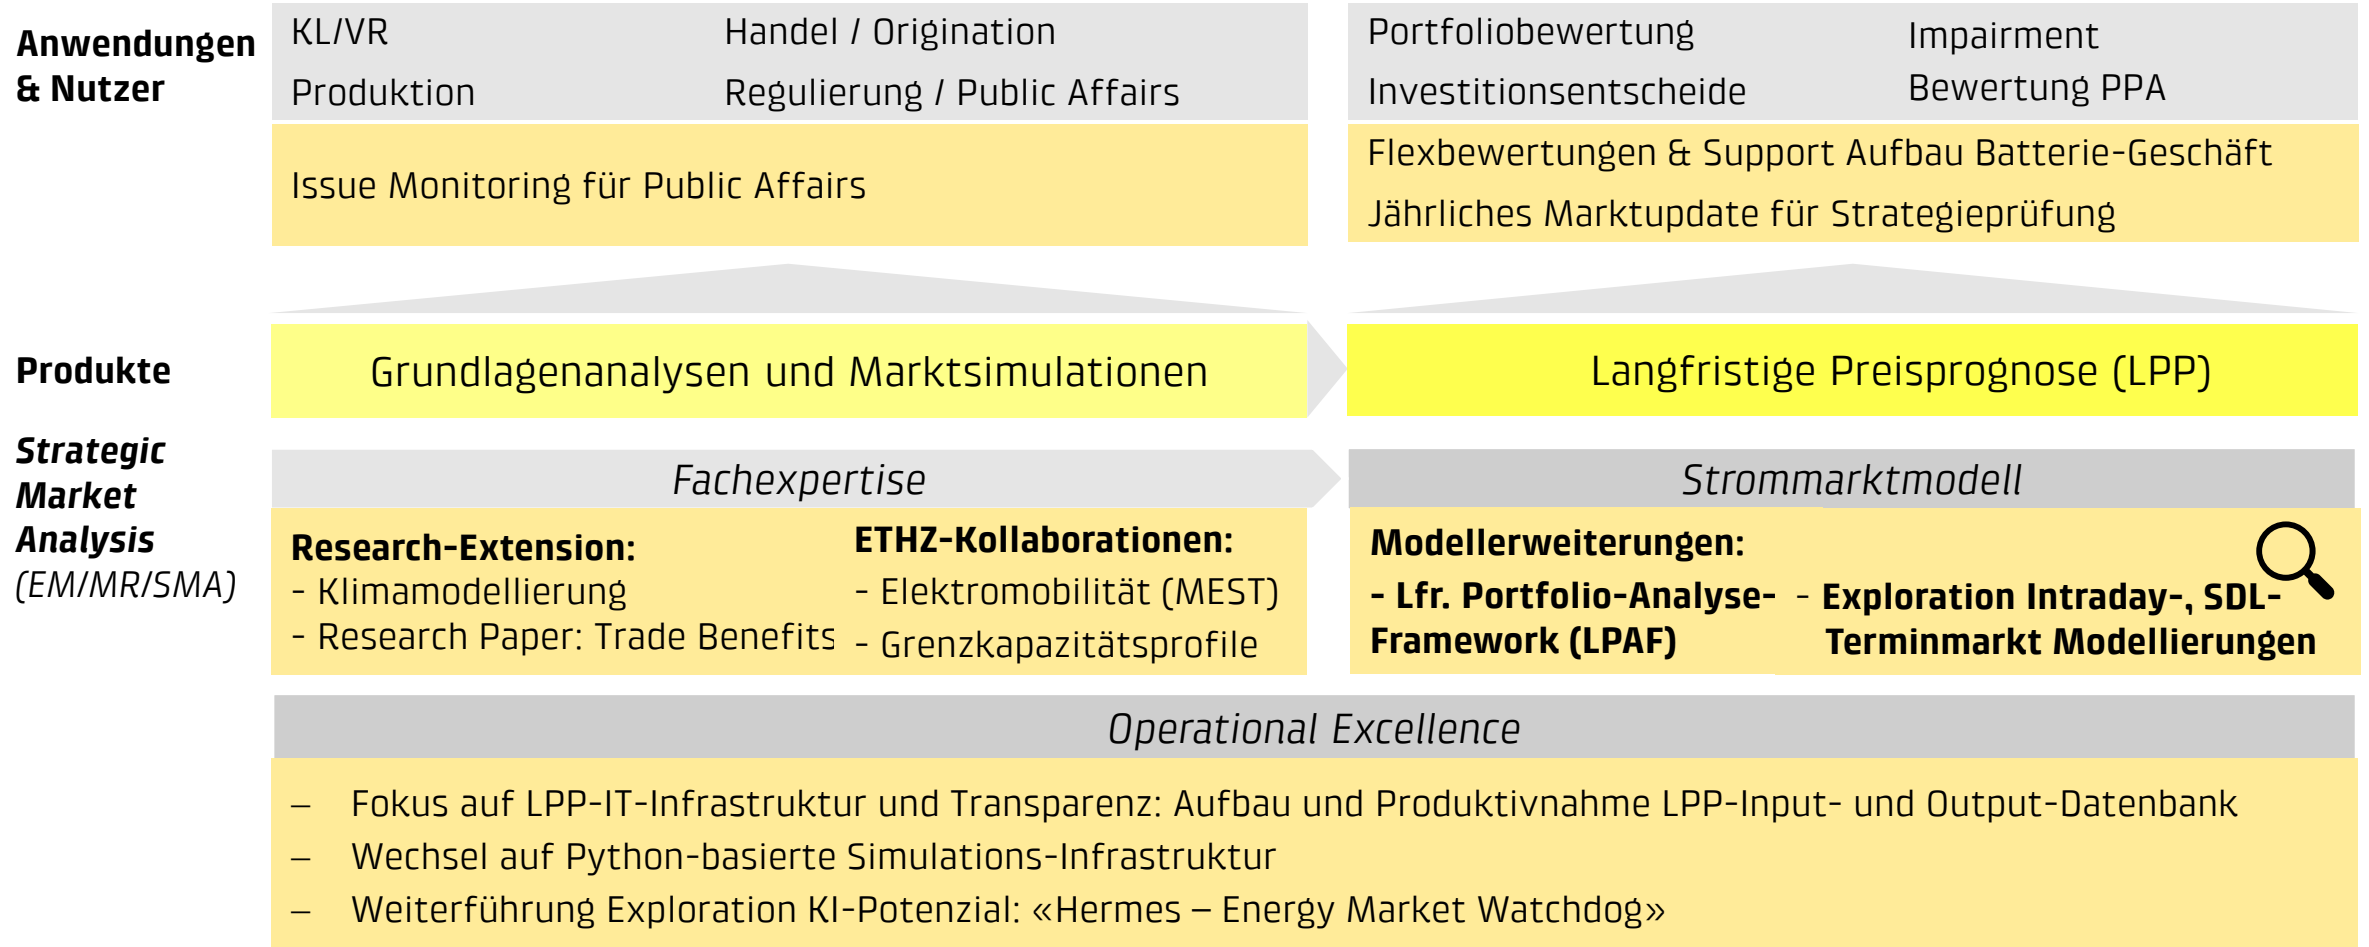 Anwendungen
& Nutzer
KL/VR
Handel / Origination
Produktion
Regulierung / Public Affairs
Issue Monitoring für Public Affairs
Portfoliobewertung
Impairment
Investitionsentscheide
Bewertung PPA
Flexbewertungen & Support Aufbau Batterie-Geschäft
Jährliches Marktupdate für Strategieprüfung
Produkte
Grundlagenanalysen und Marktsimulationen
Langfristige Preisprognose (LPP)
Strategic
Market
Analysis
(EM/MR/SMA)
Fachexpertise
Research-Extension:
- Klimamodellierung
- Research Paper: Trade Benefits
ETHZ-Kollaborationen:
- Elektromobilität (MEST)
- Grenzkapazitätsprofile
Strommarktmodell
Modellerweiterungen:
- Lfr. Portfolio-Analyse-
Framework (LPAF)
- Exploration Intraday-, SDL-
Terminmarkt Modellierungen
Operational Excellence
– Fokus auf LPP-IT-Infrastruktur und Transparenz: Aufbau und Produktivnahme LPP-Input- und Output-Datenbank
– Wechsel auf Python-basierte Simulations-Infrastruktur
– Weiterführung Exploration KI-Potenzial: «Hermes – Energy Market Watchdog»